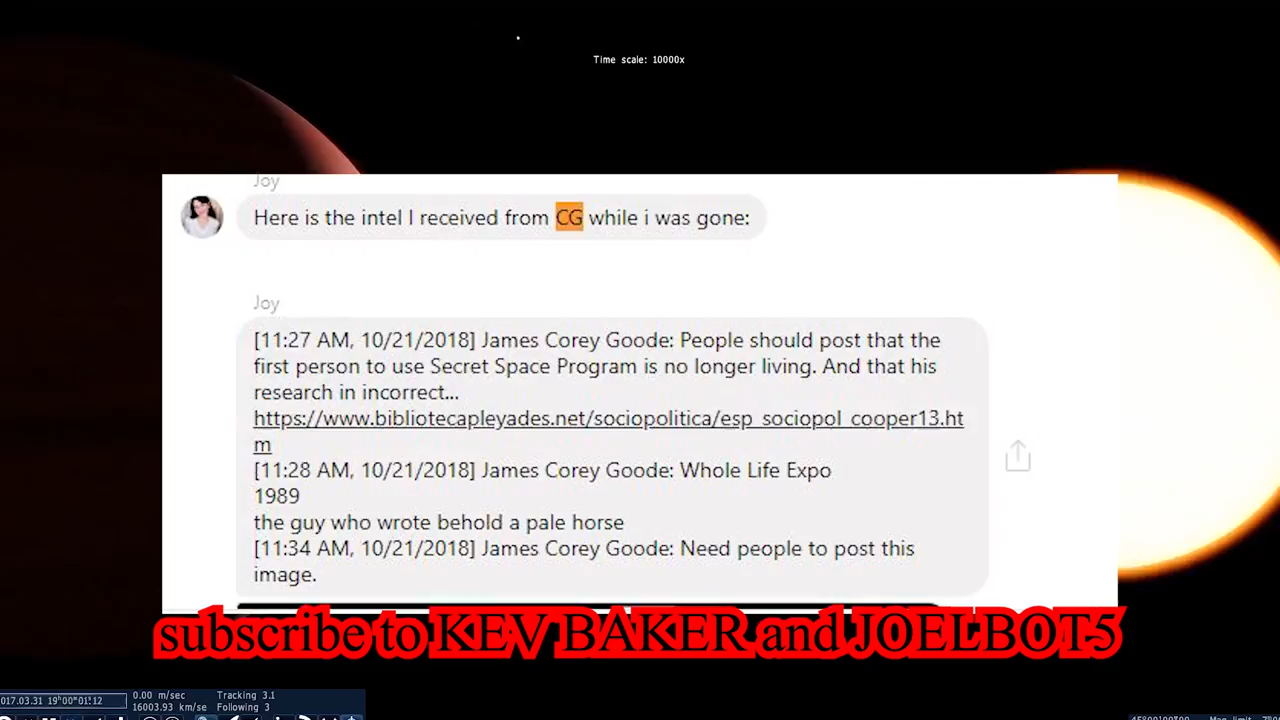 Time scale: 10000x
Joy
Here is the intel I received from CG while i was gone:
Joy
[11:27 AM, 10/21/2018] James Corey Goode: People should post that the
first person to use Secret Space Program is no longer living. And that his
research in incorrect...
https://www.bibliotecapleyades.net/sociopolitica/esp_sociopol_cooper13.ht
m
[11:28 AM, 10/21/2018] James Corey Goode: Whole Life Expo
1989
the guy who wrote behold a pale horse
[11:34 AM, 10/21/2018] James Corey Goode: Need people to post this
image.
subscribe to KEV BAKER and JOELBOT5
0.00 m/sec
Tracking 3.1
16003.93 km/se
Following 3